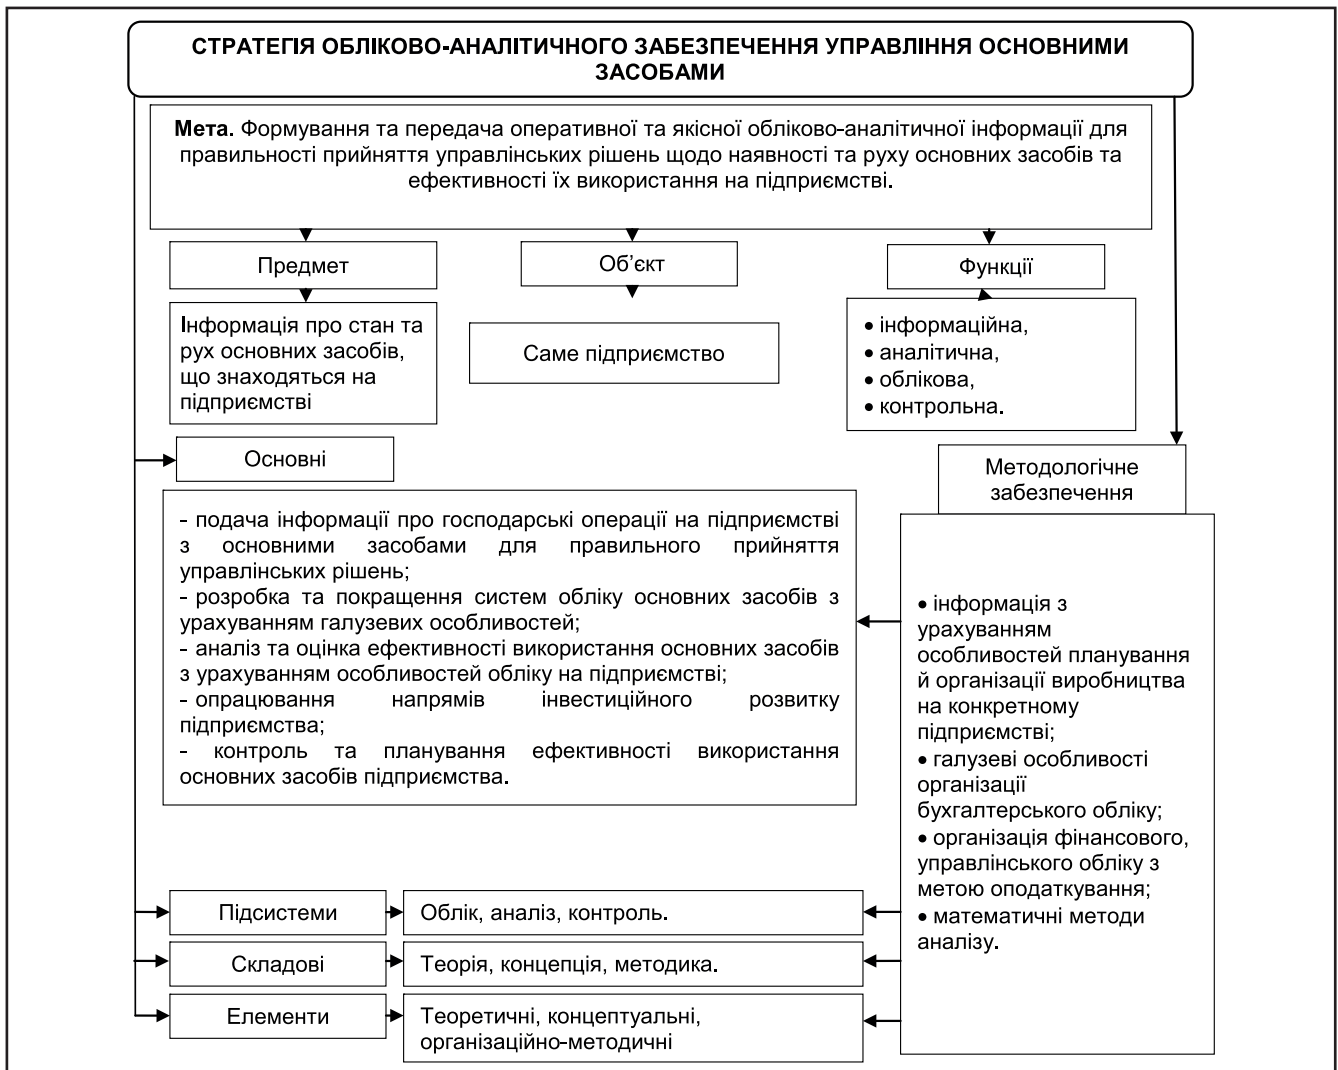 СТРАТЕГІЯ ОБЛІКОВО-АНАЛІТИЧНОГО ЗАБЕЗПЕЧЕННЯ УПРАВЛІННЯ ОСНОВНИМИ
ЗАСОБАМИ
Мета. Формування та передача оперативної та якісної обліково-аналітичної інформації для
правильності прийняття управлінських рішень щодо наявності та руху основних засобів та
ефективності їх використання на підприємстві.
Предмет
Об’єкт
Функції
Інформація про стан та
рух основних засобів,
що знаходяться на
підприємстві
Саме підприємство
• інформаційна,
• аналітична,
• облікова,
• контрольна.
Основні
Методологічне
забезпечення
- подача інформації про господарські операції на підприємстві
з основними засобами для правильного прийняття
управлінських рішень;
- розробка та покращення систем обліку основних засобів з
урахуванням галузевих особливостей;
- аналіз та оцінка ефективності використання основних засобів
з урахуванням особливостей обліку на підприємстві;
- опрацювання напрямів інвестиційного розвитку
підприємства;
- контроль та планування ефективності використання
основних засобів підприємства.
• інформація з
урахуванням
особливостей планування
й організації виробництва
на конкретному
підприємстві;
• галузеві особливості
організації
бухгалтерського обліку;
• організація фінансового,
управлінського обліку з
метою оподаткування;
• математичні методи
аналізу.
Підсистеми
Облік, аналіз, контроль.
Складові
Теорія, концепція, методика.
Елементи
Теоретичні, концептуальні,
організаційно-методичні